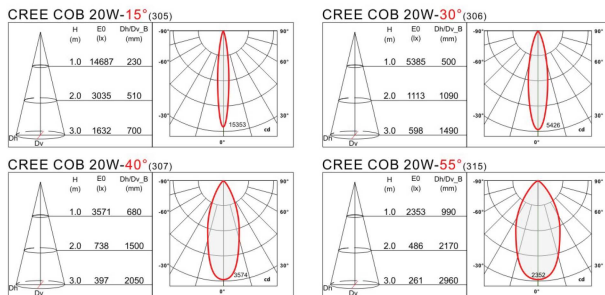 CREE COB 20W-15°(305)
H E0 Dh/Dv_B
(m) (lx) (mm)
1.0 14687 230
2.0 3035 510
3.0 1632 700
Dh
Dv
-90° 90°
-60° 60°
-30° 30°
15353
cd
0°
CREE COB 20W-30°(306)
H E0 Dh/Dv_B
(m) (lx) (mm)
1.0 5385 500
2.0 1113 1090
3.0 598 1490
Dh
Dv
-90° 90°
-60° 60°
-30° 30°
5426
cd
0°
CREE COB 20W-40°(307)
H E0 Dh/Dv_B
(m) (lx) (mm)
1.0 3571 680
2.0 738 1500
3.0 397 2050
Dh
Dv
-90° 90°
-60° 60°
-30° 30°
3574
cd
0°
CREE COB 20W-55°(315)
H E0 Dh/Dv_B
(m) (lx) (mm)
1.0 2353 990
2.0 486 2170
3.0 261 2960
Dh
Dv
-90° 90°
-60° 60°
-30° 30°
2352
cd
0°